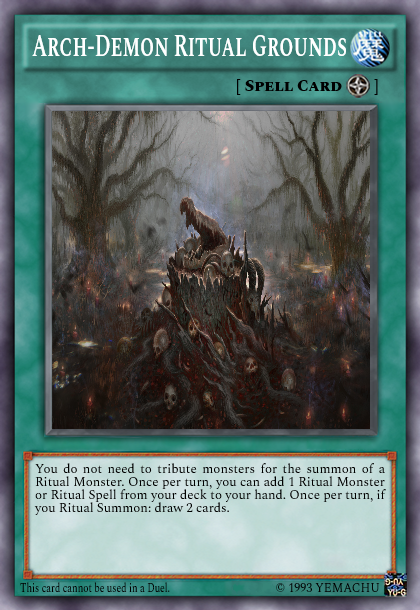 ARCH-DEMON RITUAL GROUNDS
魔
[ SPELL CARD ]
You do not need to tribute monsters for the summon of a
Ritual Monster. Once per turn, you can add 1 Ritual Monster
or Ritual Spell from your deck to your hand. Once per turn, if
you Ritual Summon: draw 2 cards.
This card cannot be used in a Duel.
© 1993 YEMACHU
YU-G